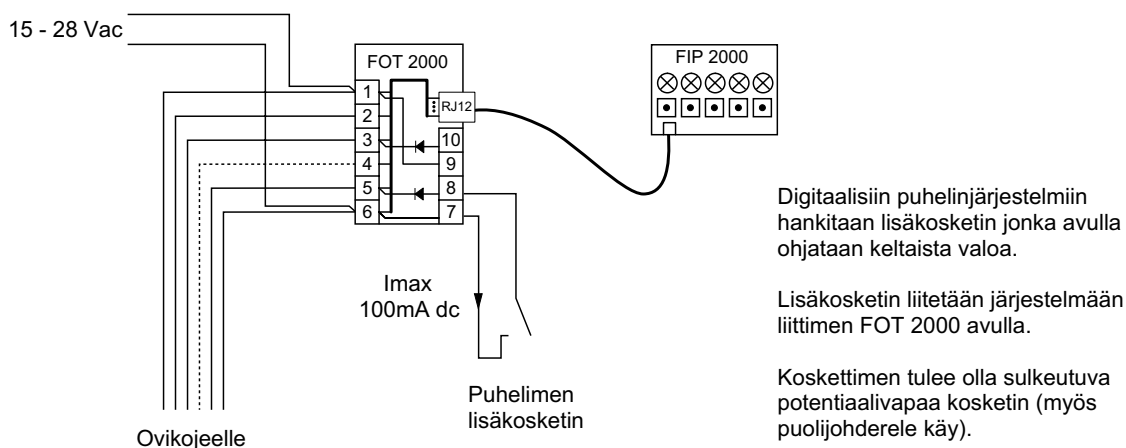 15 - 28 Vac
FOT 2000
FIP 2000
1
2
3
4
5
6
RJ12
10
9
8
7
Imax
100mA dc
Puhelimen
lisäkosketin
Ovikojeelle
Digitaalisiin puhelinjärjestelmiin
hankitaan lisäkosketin jonka avulla
ohjataan keltaista valoa.
Lisäkosketin liitetään järjestelmään
liittimen FOT 2000 avulla.
Koskettimen tulee olla sulkeutuva
potentiaalivapaa kosketin (myös
puolijohderele käy).